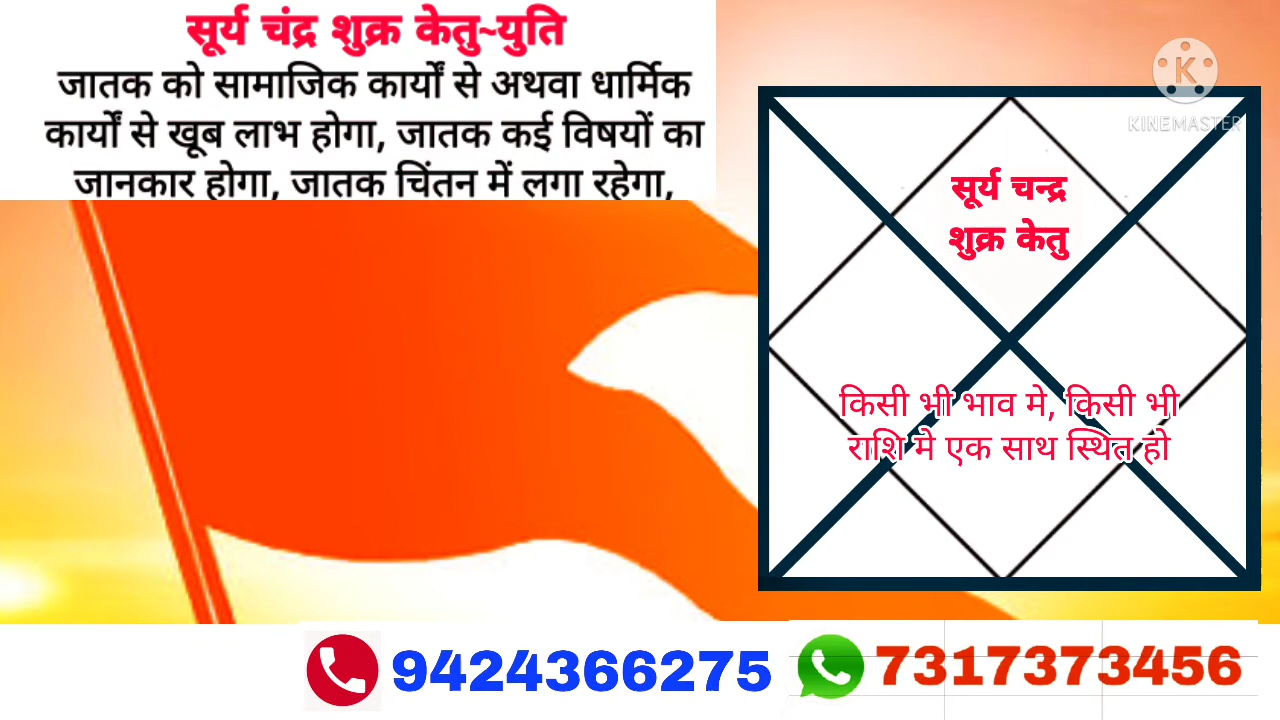 सूर्य चंद्र शुक्र केतु~युति
जातक को सामाजिक कार्यों से अथवा धार्मिक
कार्यों से खूब लाभ होगा, जातक कई विषयों का
जानकार होगा, जातक चिंतन में लगा रहेगा,
K
KINEMASTER
सूर्य चन्द्र
शुक्र केतु
किसी भी भाव मे, किसी भी
राशि मे एक साथ स्थित हो
9424366275
7317373456